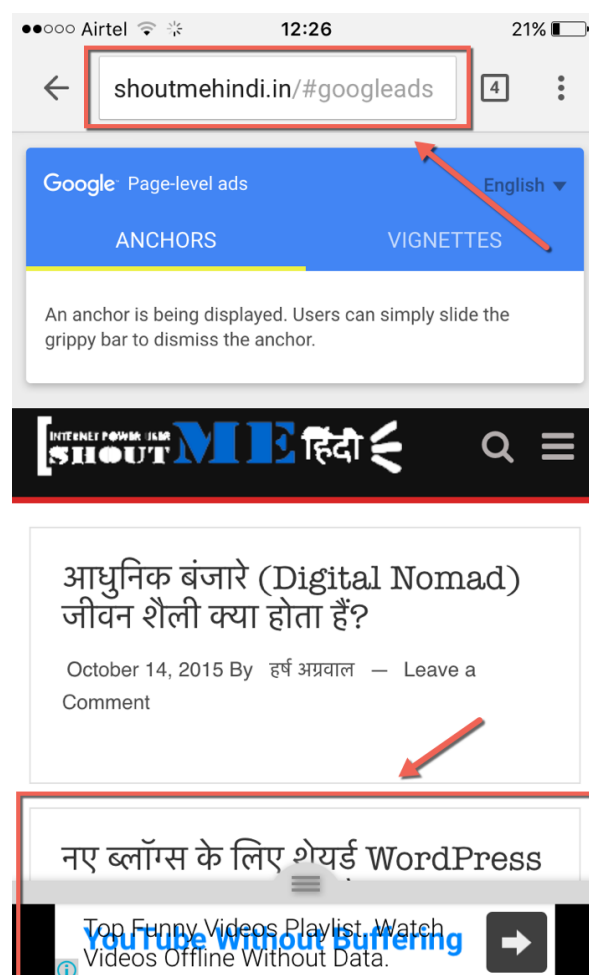 Airtel 12:26 21%
shoutmehindi.in/#googleads 4
Google Page-level ads English
ANCHORS VIGNETTES
An anchor is being displayed. Users can simply slide the
grippy bar to dismiss the anchor.
INTERNET POWER USER
SHOUT ME हिंदी
आधुनिक बंजारे (Digital Nomad)
जीवन शैली क्या होता हैं?
October 14, 2015 By हर्ष अग्रवाल — Leave a
Comment
नए ब्लॉग्स के लिए शेयर्ड WordPress
Top Funny Videos Playlist. Watch
YouTube Without Buffering
Videos Offline Without Data.